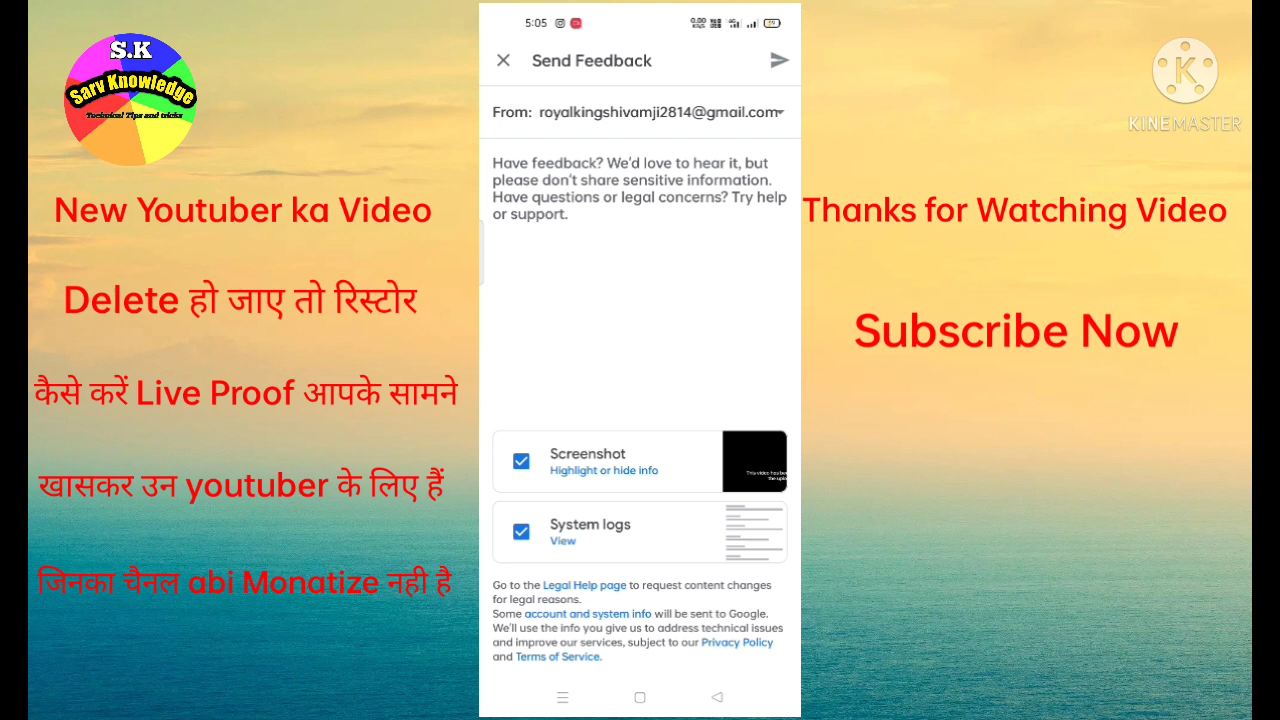 S.K
Sarv Knowledge
Technical Tips and tricks
New Youtuber ka Video
Delete हो जाए तो रिस्टोर
कैसे करें Live Proof आपके सामने
खासकर उन youtuber के लिए हैं
जिनका चैनल abi Monatize नही है
5:05
Send Feedback
From: royalkingshivamji2814@gmail.com
Have feedback? We'd love to hear it, but
please don't share sensitive information.
Have questions or legal concerns? Try help
or support.
Screenshot
Highlight or hide info
This video has bee
the uplo
System logs
View
Go to the Legal Help page to request content changes
for legal reasons.
Some account and system info will be sent to Google.
We'll use the info you give us to address technical issues
and improve our services, subject to our Privacy Policy
and Terms of Service.
K
KINEMASTER
Thanks for Watching Video
Subscribe Now